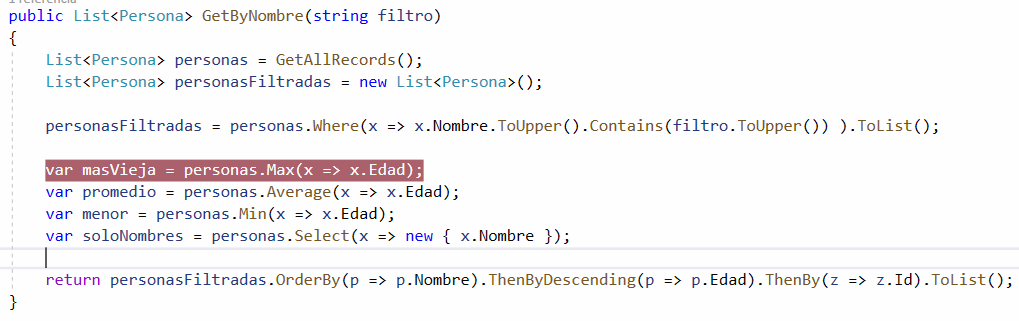 1 referencia
public List<Persona> GetByNombre(string filtro)
{
List<Persona> personas = GetAllRecords();
List<Persona> personasFiltradas = new List<Persona>();
personasFiltradas = personas.Where(x => x.Nombre.ToUpper().Contains(filtro.ToUpper()) ).ToList();
var masVieja = personas.Max(x => x.Edad);
var promedio = personas.Average(x => x.Edad);
var menor = personas.Min(x => x.Edad);
var soloNombres = personas.Select(x => new { x.Nombre });
return personasFiltradas.OrderBy(p => p.Nombre).ThenByDescending(p => p.Edad).ThenBy(z => z.Id).ToList();
}